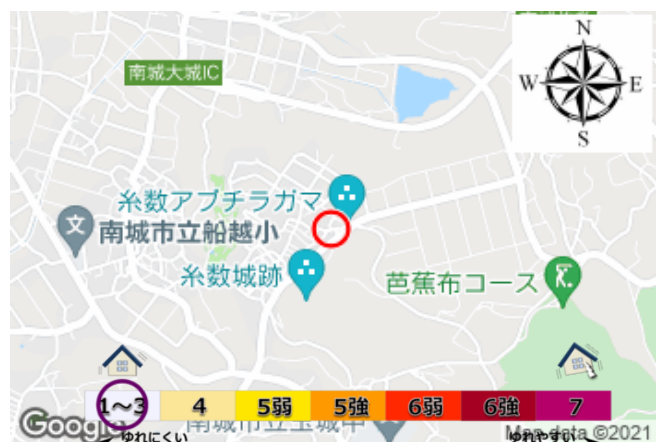 N
W E
S
南城大城IC
糸数アブチラガマ
文
南城市立船越小
糸数城跡
芭蕉布コース
1~3 4 5弱 5強 6弱 6強 7
Google
ゆれにくい
南城市立玉城中
ゆれやすい
Map data ©2021